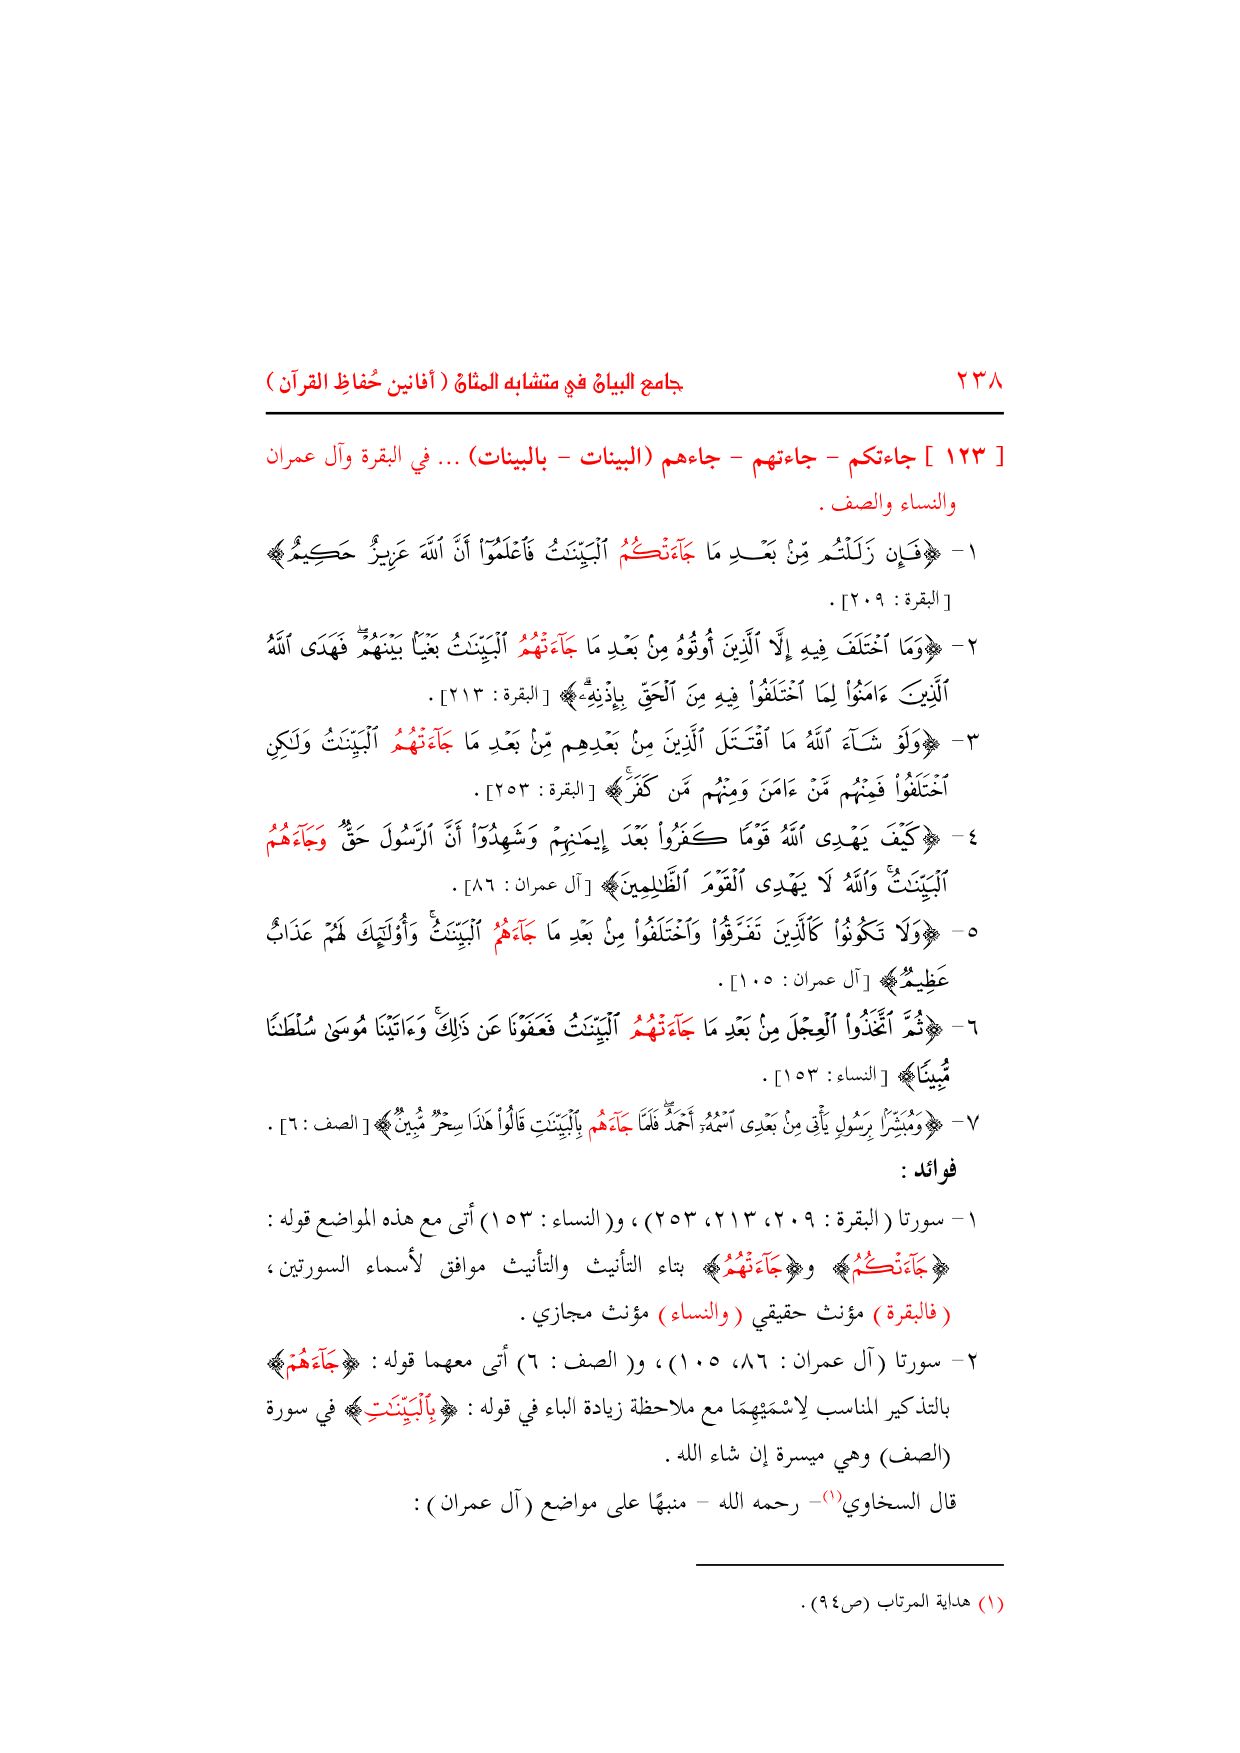 ٢٣٨ جامع البيان في متشابه المثان ( أفانين حُفاظِ القرآن )
[ ١٢٣ ] جاءتكم – جاءتهم – جاءهم (البينات – بالبينات) ... في البقرة وآل عمران
والنساء والصف .
١- ﴿فَإِن زَلَلْتُم مِّنۢ بَعْدِ مَا جَآءَتْكُمُ ٱلْبَيِّنَٰتُ فَٱعْلَمُوٓا۟ أَنَّ ٱللَّهَ عَزِيزٌ حَكِيمٌ﴾
[البقرة : ٢٠٩] .
٢- ﴿وَمَا ٱخْتَلَفَ فِيهِ إِلَّا ٱلَّذِينَ أُوتُوهُ مِنۢ بَعْدِ مَا جَآءَتْهُمُ ٱلْبَيِّنَٰتُ بَغْيًۢا بَيْنَهُمْ ۖ فَهَدَى ٱللَّهُ
ٱلَّذِينَ ءَامَنُوا۟ لِمَا ٱخْتَلَفُوا۟ فِيهِ مِنَ ٱلْحَقِّ بِإِذْنِهِۦ ۗ﴾ [البقرة : ٢١٣] .
٣- ﴿وَلَوْ شَآءَ ٱللَّهُ مَا ٱقْتَتَلَ ٱلَّذِينَ مِنۢ بَعْدِهِم مِّنۢ بَعْدِ مَا جَآءَتْهُمُ ٱلْبَيِّنَٰتُ وَلَٰكِنِ
ٱخْتَلَفُوا۟ فَمِنْهُم مَّنْ ءَامَنَ وَمِنْهُم مَّن كَفَرَ ۚ﴾ [البقرة : ٢٥٣] .
٤- ﴿كَيْفَ يَهْدِى ٱللَّهُ قَوْمًا كَفَرُوا۟ بَعْدَ إِيمَٰنِهِمْ وَشَهِدُوٓا۟ أَنَّ ٱلرَّسُولَ حَقٌّ وَجَآءَهُمُ
ٱلْبَيِّنَٰتُ ۚ وَٱللَّهُ لَا يَهْدِى ٱلْقَوْمَ ٱلظَّٰلِمِينَ﴾ [آل عمران : ٨٦] .
٥- ﴿وَلَا تَكُونُوا۟ كَٱلَّذِينَ تَفَرَّقُوا۟ وَٱخْتَلَفُوا۟ مِنۢ بَعْدِ مَا جَآءَهُمُ ٱلْبَيِّنَٰتُ ۚ وَأُو۟لَٰٓئِكَ لَهُمْ عَذَابٌ
عَظِيمٌ﴾ [آل عمران : ١٠٥] .
٦- ﴿ثُمَّ ٱتَّخَذُوا۟ ٱلْعِجْلَ مِنۢ بَعْدِ مَا جَآءَتْهُمُ ٱلْبَيِّنَٰتُ فَعَفَوْنَا عَن ذَٰلِكَ ۚ وَءَاتَيْنَا مُوسَىٰ سُلْطَٰنًا
مُّبِينًا﴾ [النساء : ١٥٣] .
٧- ﴿وَمُبَشِّرًۢا بِرَسُولٍ يَأْتِى مِنۢ بَعْدِى ٱسْمُهُۥٓ أَحْمَدُ ۖ فَلَمَّا جَآءَهُم بِٱلْبَيِّنَٰتِ قَالُوا۟ هَٰذَا سِحْرٌ مُّبِينٌ﴾ [الصف : ٦] .
فوائد :
١- سورتا (البقرة : ٢٠٩، ٢١٣، ٢٥٣) ، و(النساء : ١٥٣) أتى مع هذه المواضع قوله :
﴿جَآءَتْكُمُ﴾ و﴿جَآءَتْهُمُ﴾ بتاء التأنيث والتأنيث موافق لأسماء السورتين ،
( فالبقرة ) مؤنث حقيقي ( والنساء ) مؤنث مجازي .
٢- سورتا (آل عمران : ٨٦، ١٠٥) ، و( الصف : ٦) أتى معهما قوله : ﴿جَآءَهُمْ﴾
بالتذكير المناسب لِاسْمَيْهِمَا مع ملاحظة زيادة الباء في قوله : ﴿بِٱلْبَيِّنَٰتِ﴾ في سورة
(الصف) وهي ميسرة إن شاء الله .
قال السخاوي(١)– رحمه الله – منبهًا على مواضع ( آل عمران ) :
(١) هداية المرتاب (ص٩٤) .